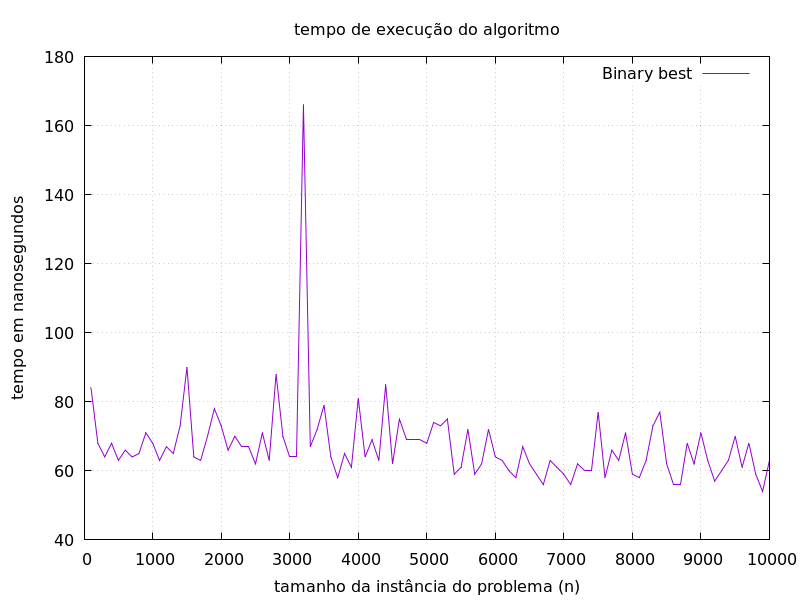 tempo de execução do algoritmo
Binary best
180
160
140
120
100
80
60
40
tempo em nanosegundos
0 1000 2000 3000 4000 5000 6000 7000 8000 9000 10000
tamanho da instância do problema (n)